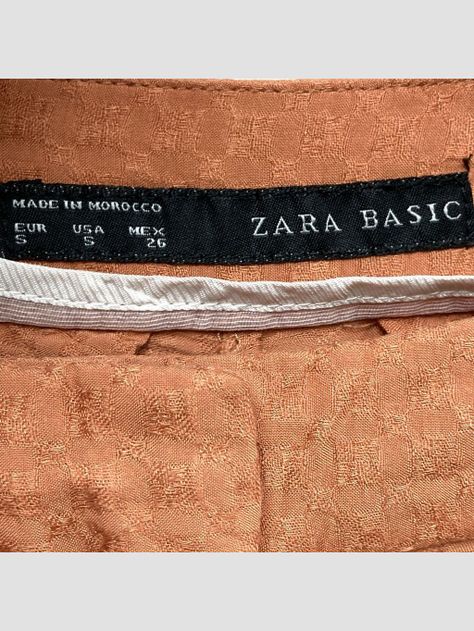 MADE IN MOROCCO
EUR USA MEX
S S 26
ZARA BASIC